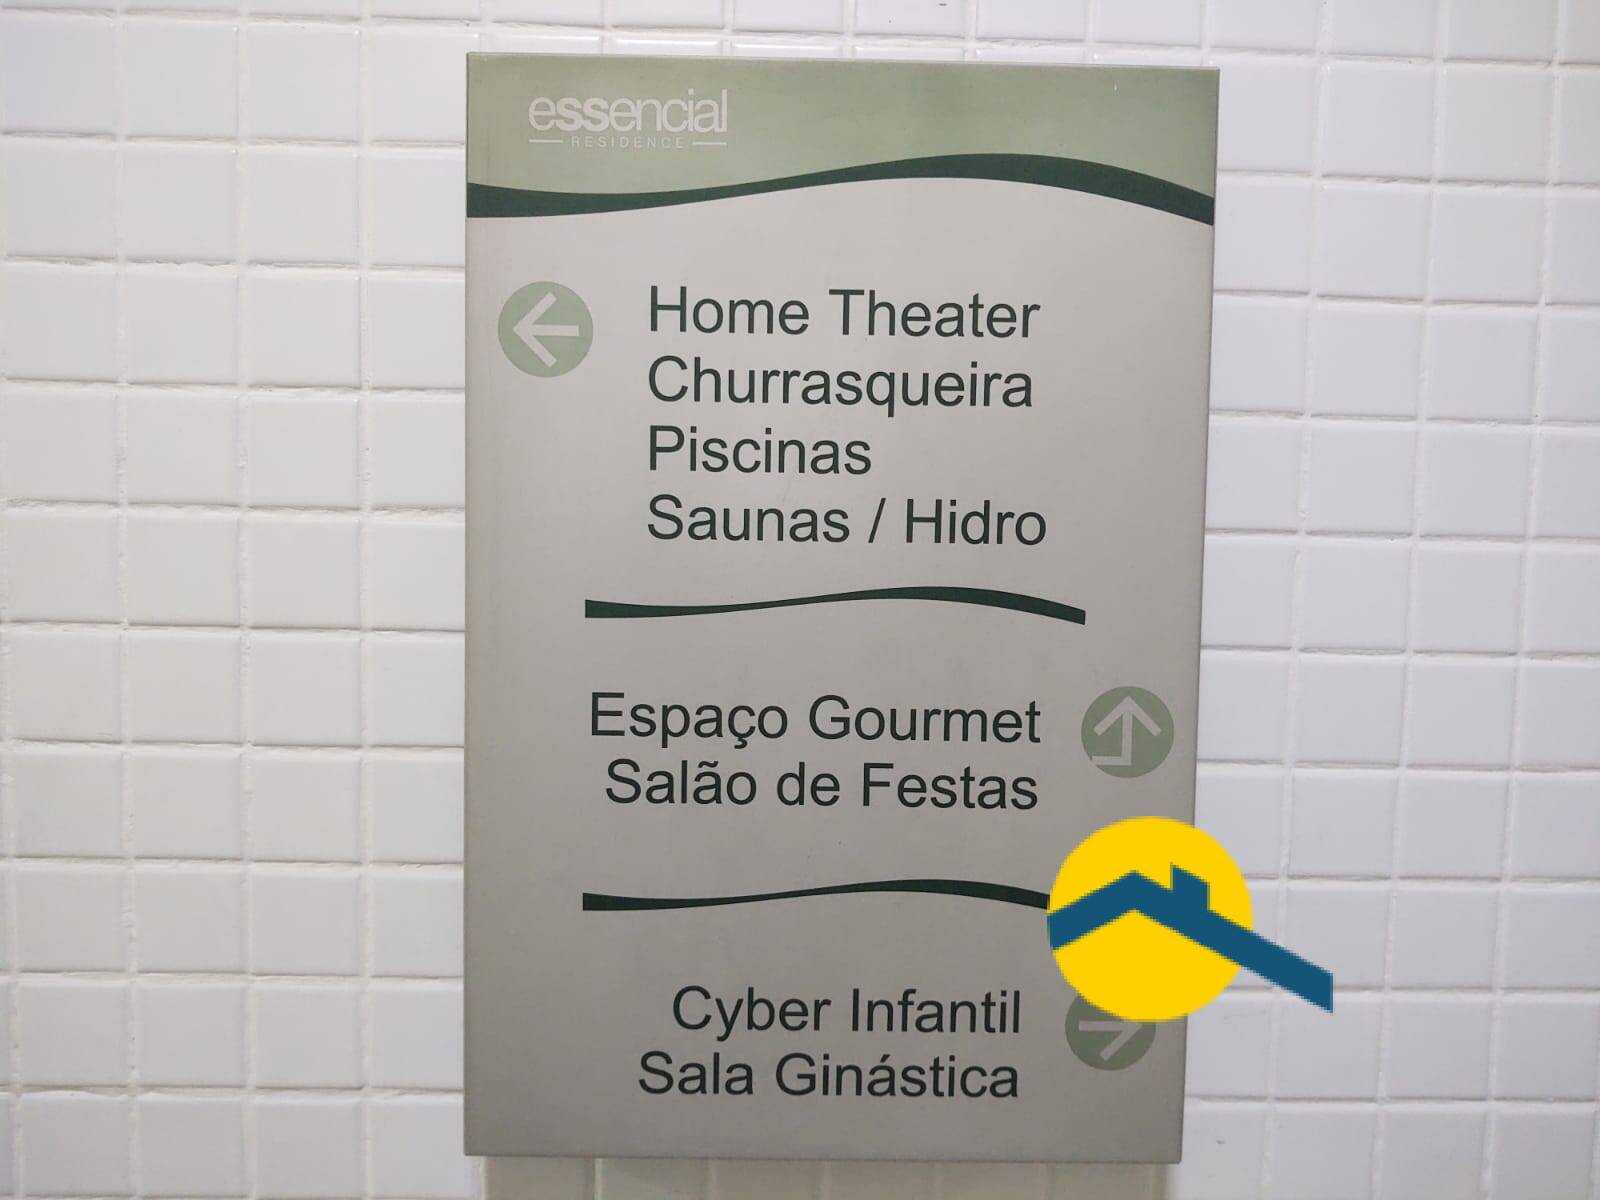 essencial
RESIDENCE
Home Theater
Churrasqueira
Piscinas
Saunas / Hidro
Espaço Gourmet
Salão de Festas
Cyber Infantil
Sala Ginástica